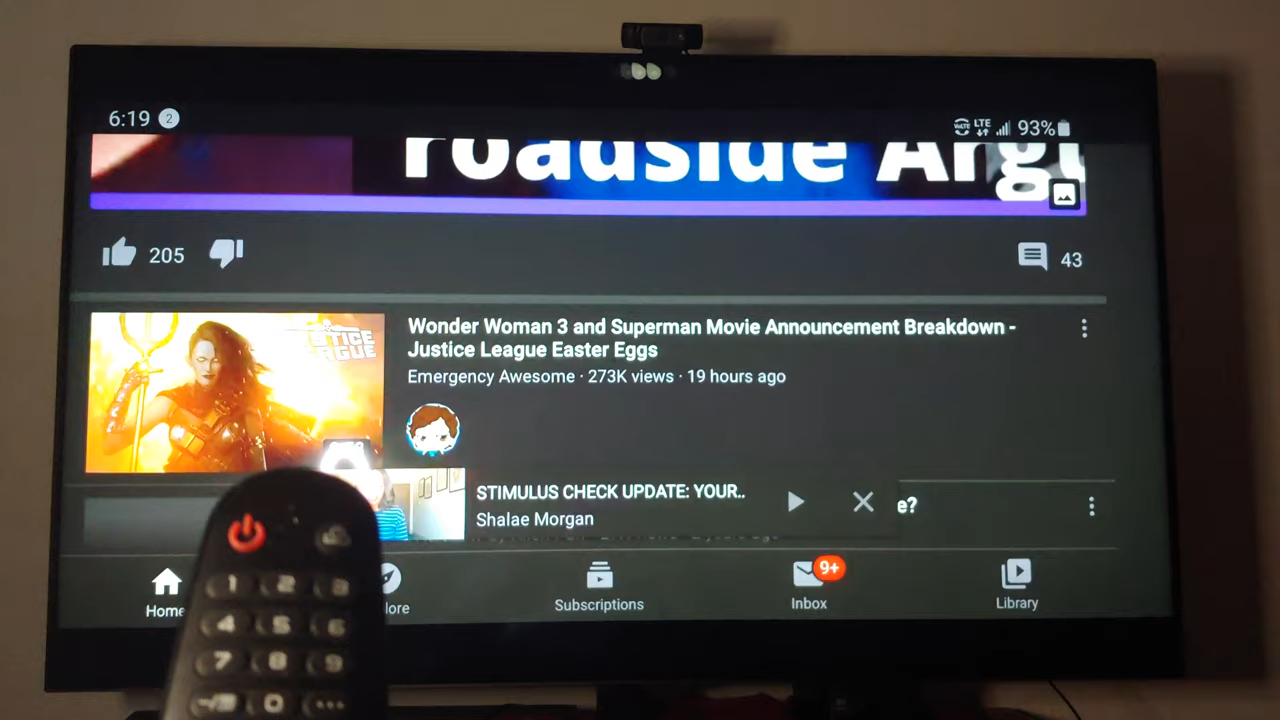 6:19 2
LTE 93%
roadside
205
43
Wonder Woman 3 and Superman Movie Announcement Breakdown -
Justice League Easter Eggs
Emergency Awesome · 273K views · 19 hours ago
STIMULUS CHECK UPDATE: YOUR..
Shalae Morgan
e?
Home
lore
Subscriptions
9+
Inbox
Library
1 2 3
4 5 6
7 8 9
0 ...